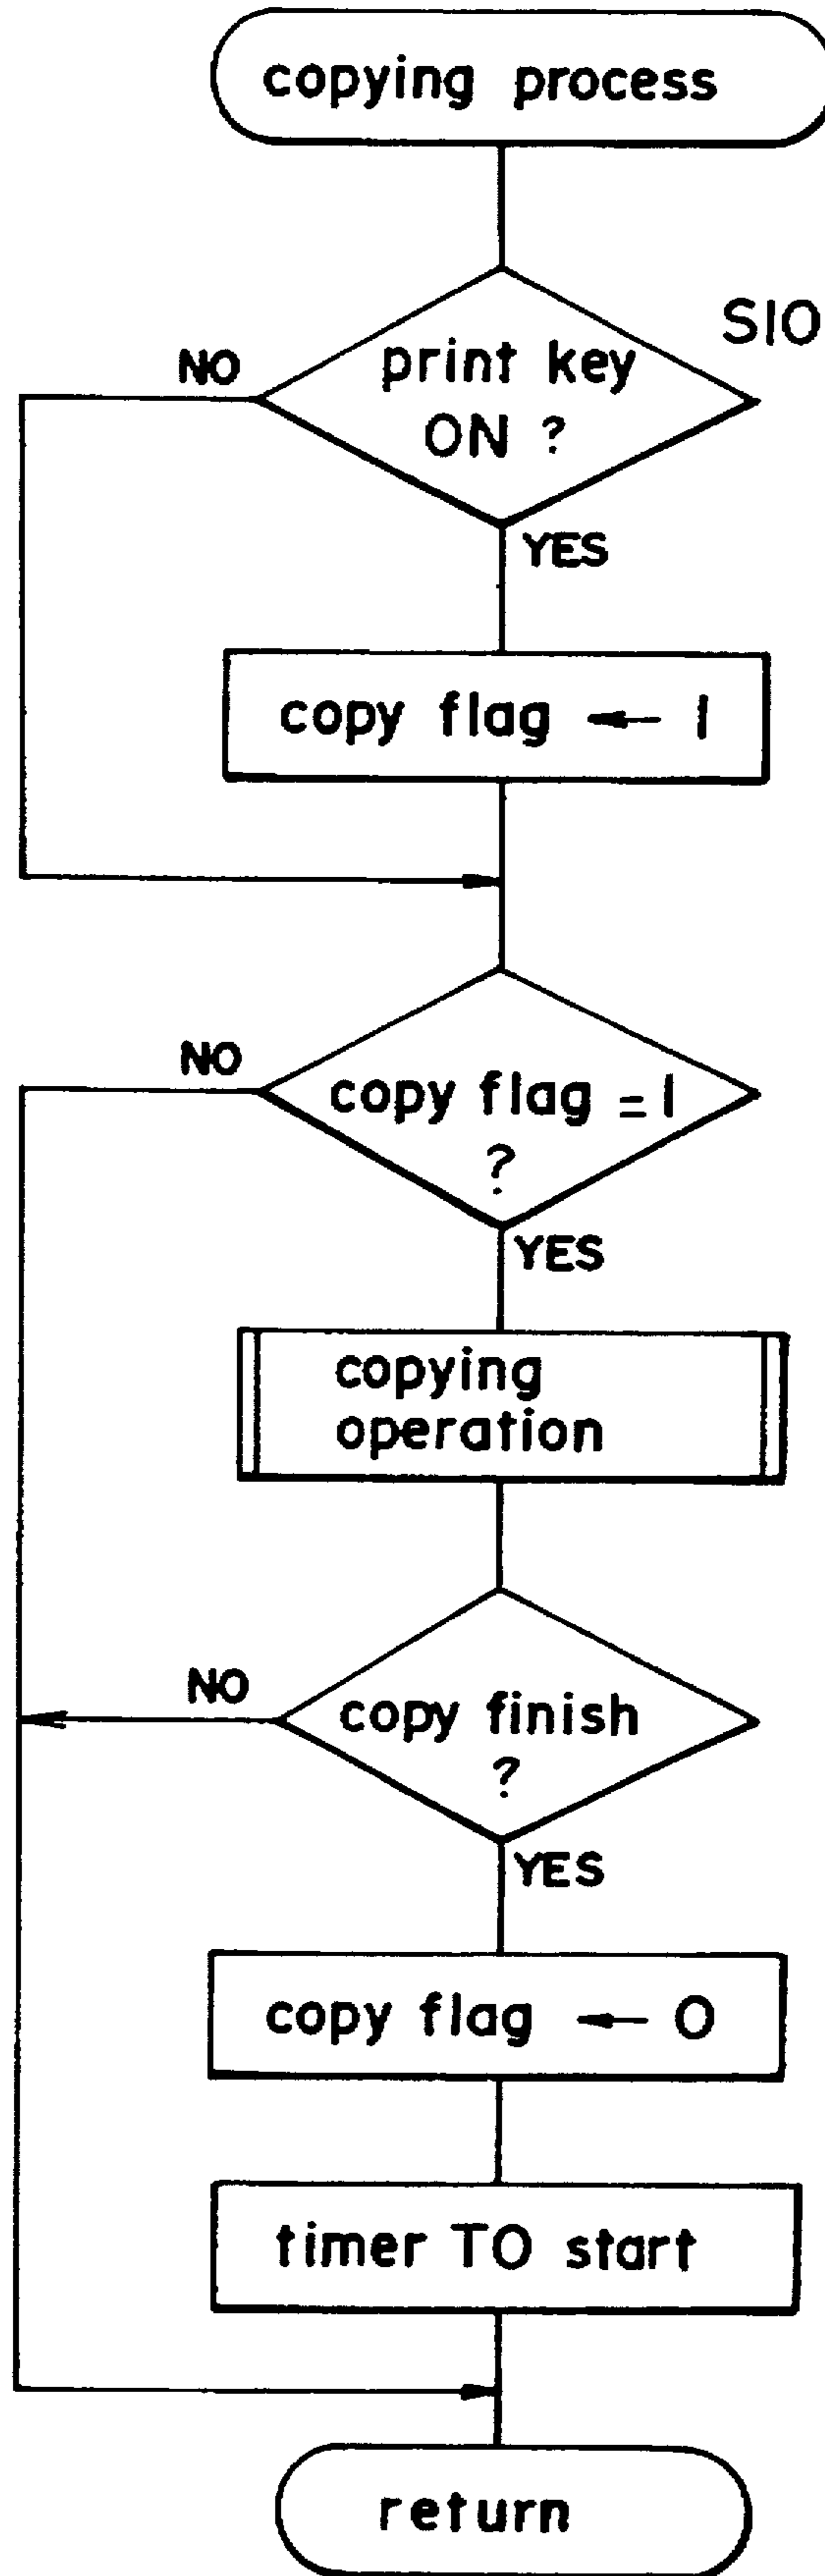 copying process
S10
NO
print key
ON ?
YES
copy flag ← 1
NO
copy flag = 1
?
YES
copying
operation
NO
copy finish
?
YES
copy flag ← 0
timer TO start
return